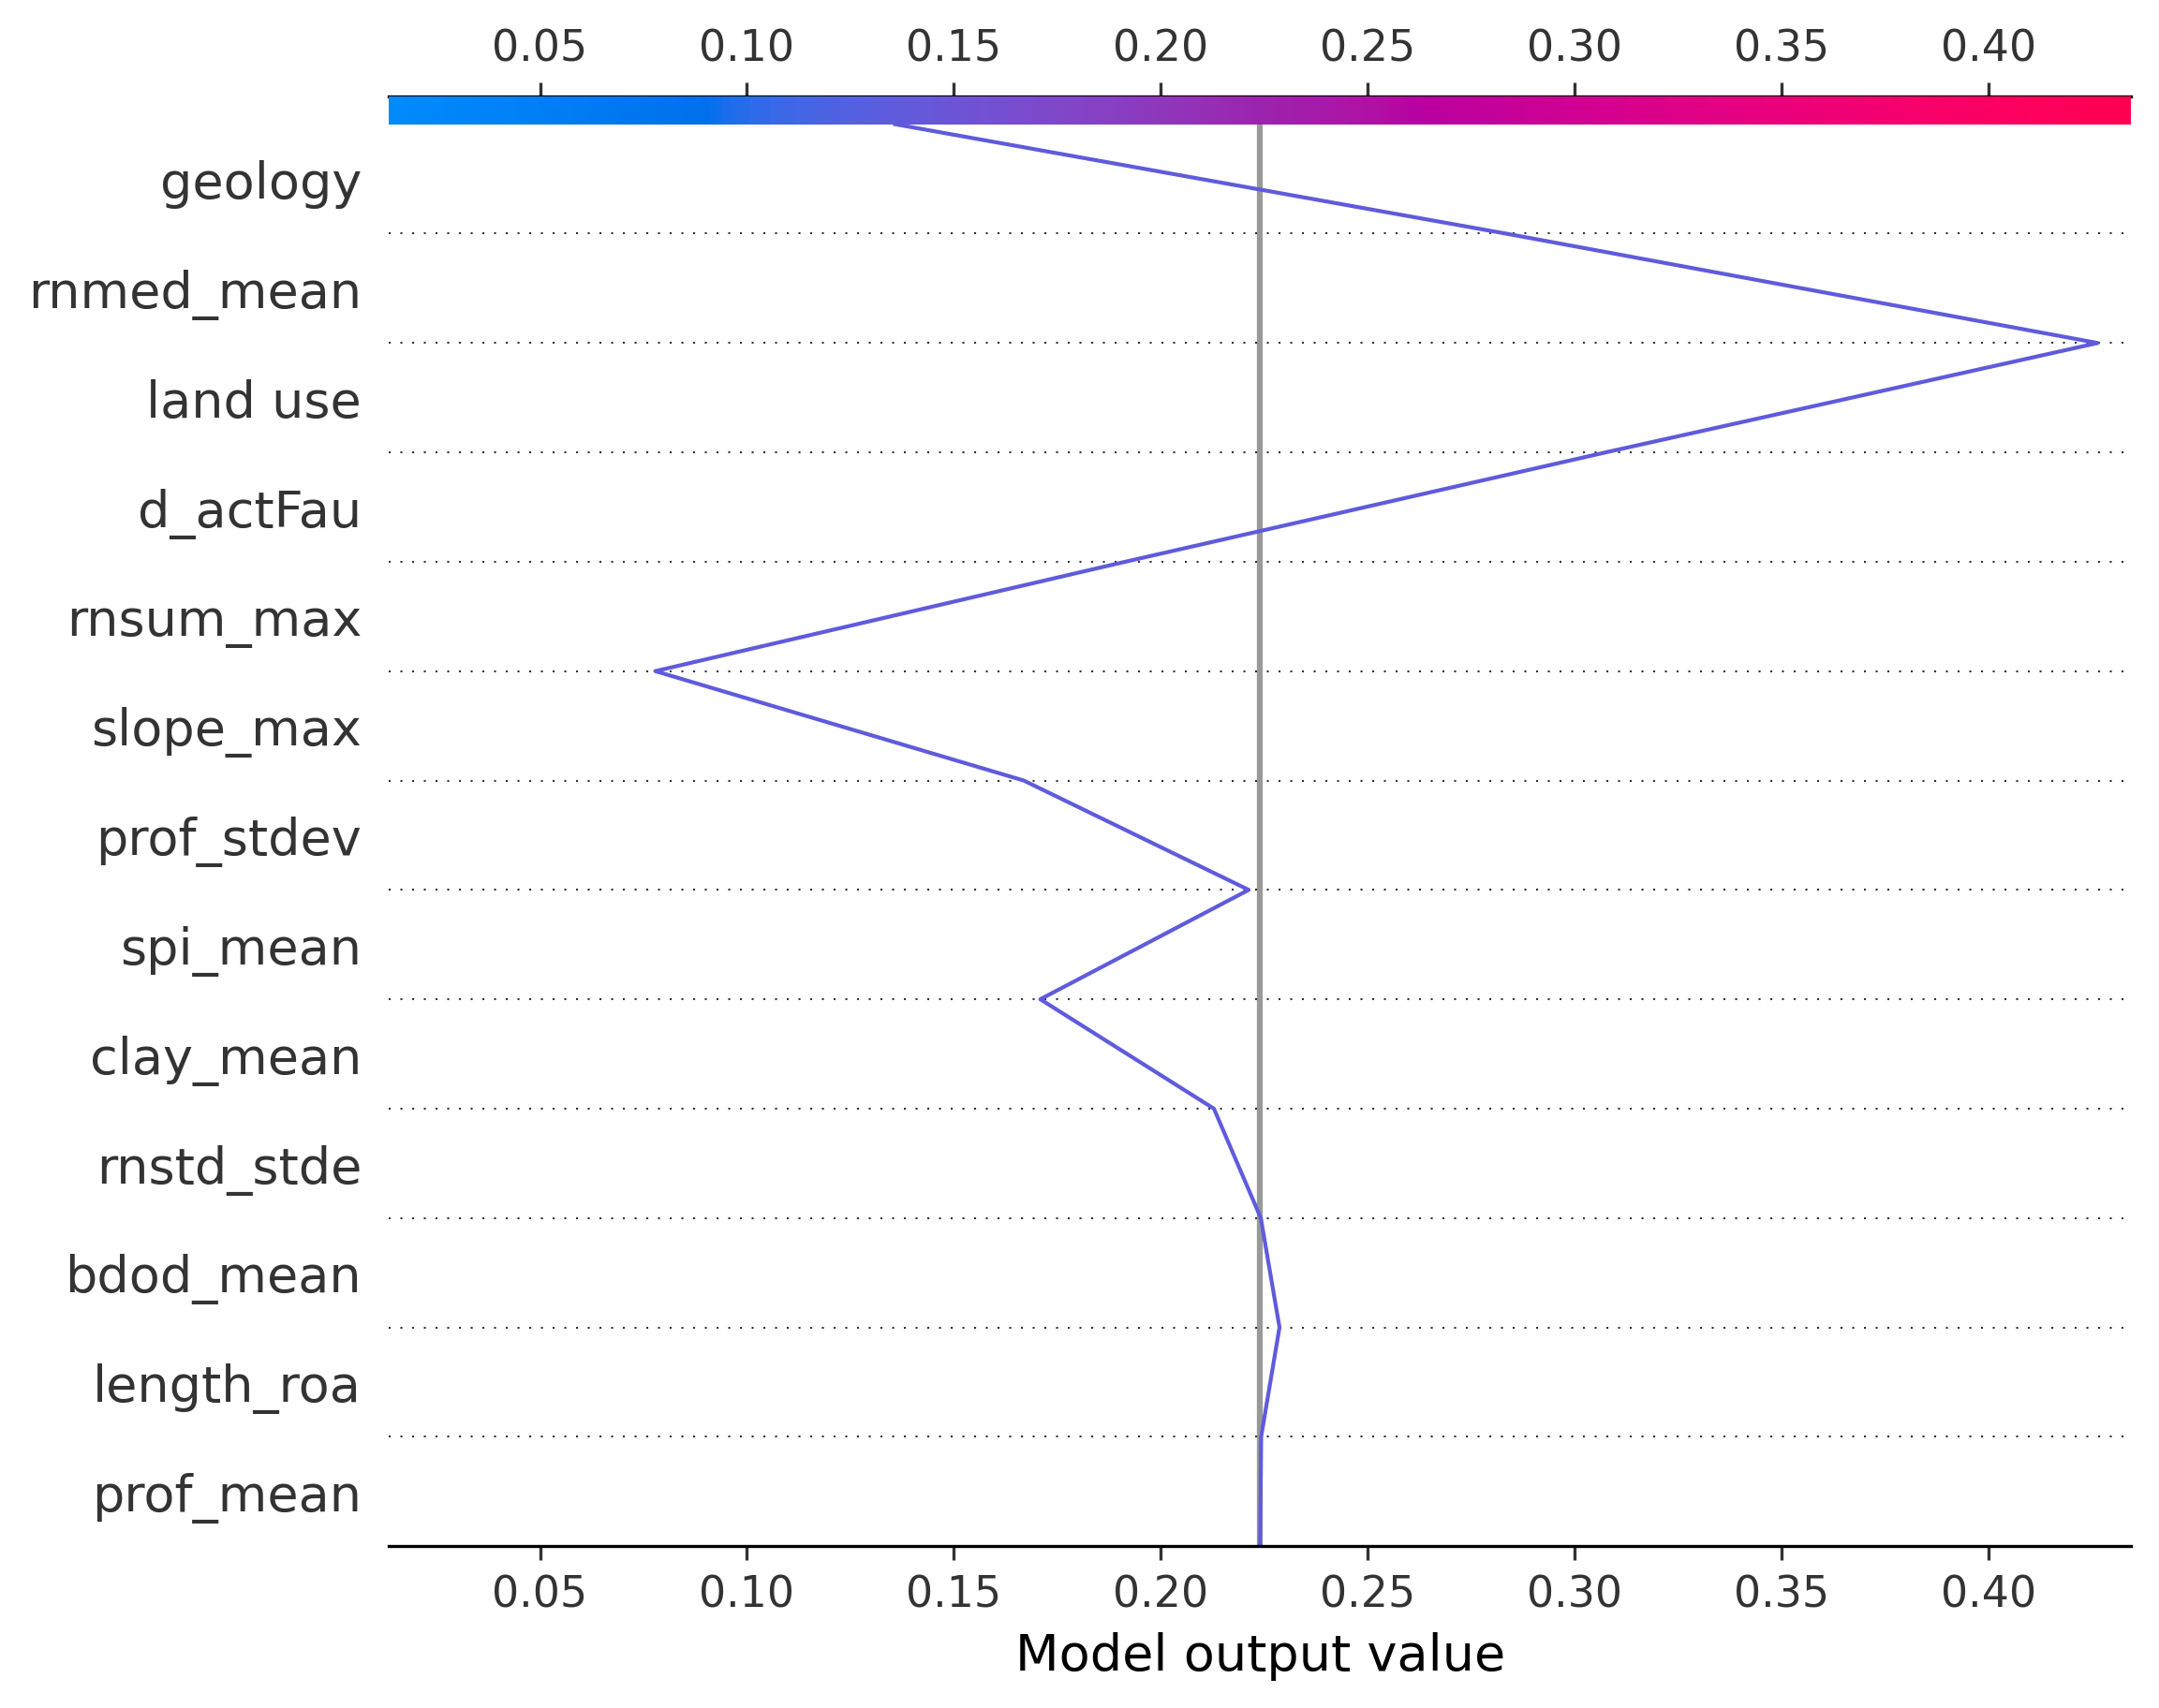 0.05 0.10 0.15 0.20 0.25 0.30 0.35 0.40
geology
rnmed_mean
land use
d_actFau
rnsum_max
slope_max
prof_stdev
spi_mean
clay_mean
rnstd_stde
bdod_mean
length_roa
prof_mean
0.05 0.10 0.15 0.20 0.25 0.30 0.35 0.40
Model output value